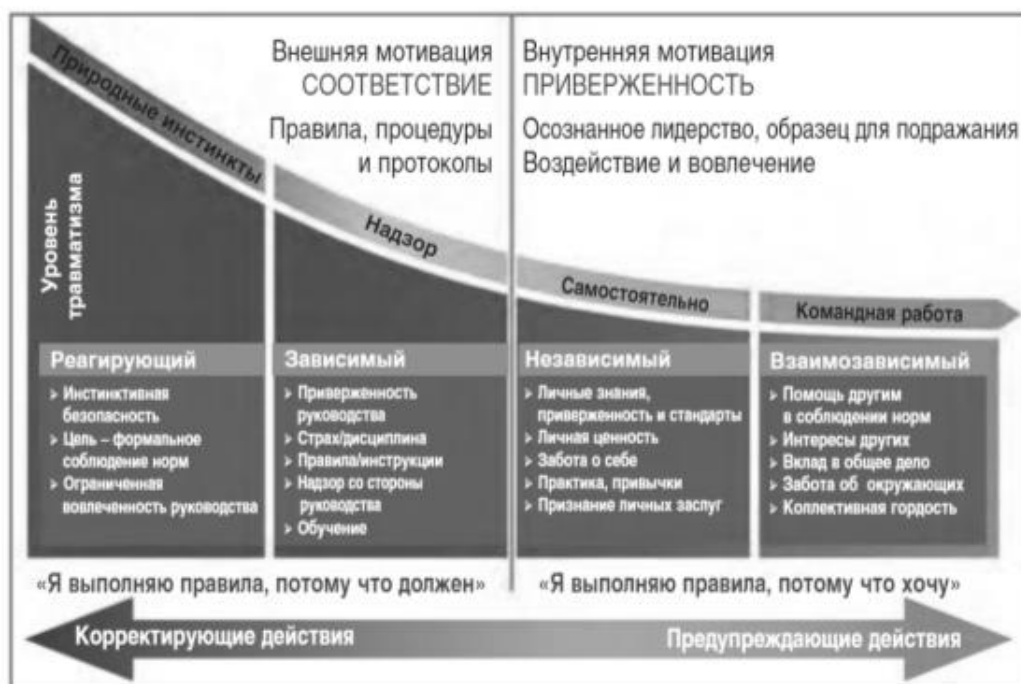 Внешняя мотивация
СООТВЕТСТВИЕ
Правила, процедуры
и протоколы
Внутренняя мотивация
ПРИВЕРЖЕННОСТЬ
Осознанное лидерство, образец для подражания
Воздействие и вовлечение
Природные инстинкты
Надзор
Самостоятельно
Командная работа
Уровень
травматизма
Реагирующий
> Инстинктивная
безопасность
> Цель – формальное
соблюдение норм
> Ограниченная
вовлеченность руководства
Зависимый
> Приверженность
руководства
> Страх/дисциплина
> Правила/инструкции
> Надзор со стороны
руководства
> Обучение
Независимый
> Личные знания,
приверженность и стандарты
> Личная ценность
> Забота о себе
> Практика, привычки
> Признание личных заслуг
Взаимозависимый
> Помощь другим
в соблюдении норм
> Интересы других
> Вклад в общее дело
> Забота об окружающих
> Коллективная гордость
«Я выполняю правила, потому что должен»
«Я выполняю правила, потому что хочу»
Корректирующие действия
Предупреждающие действия